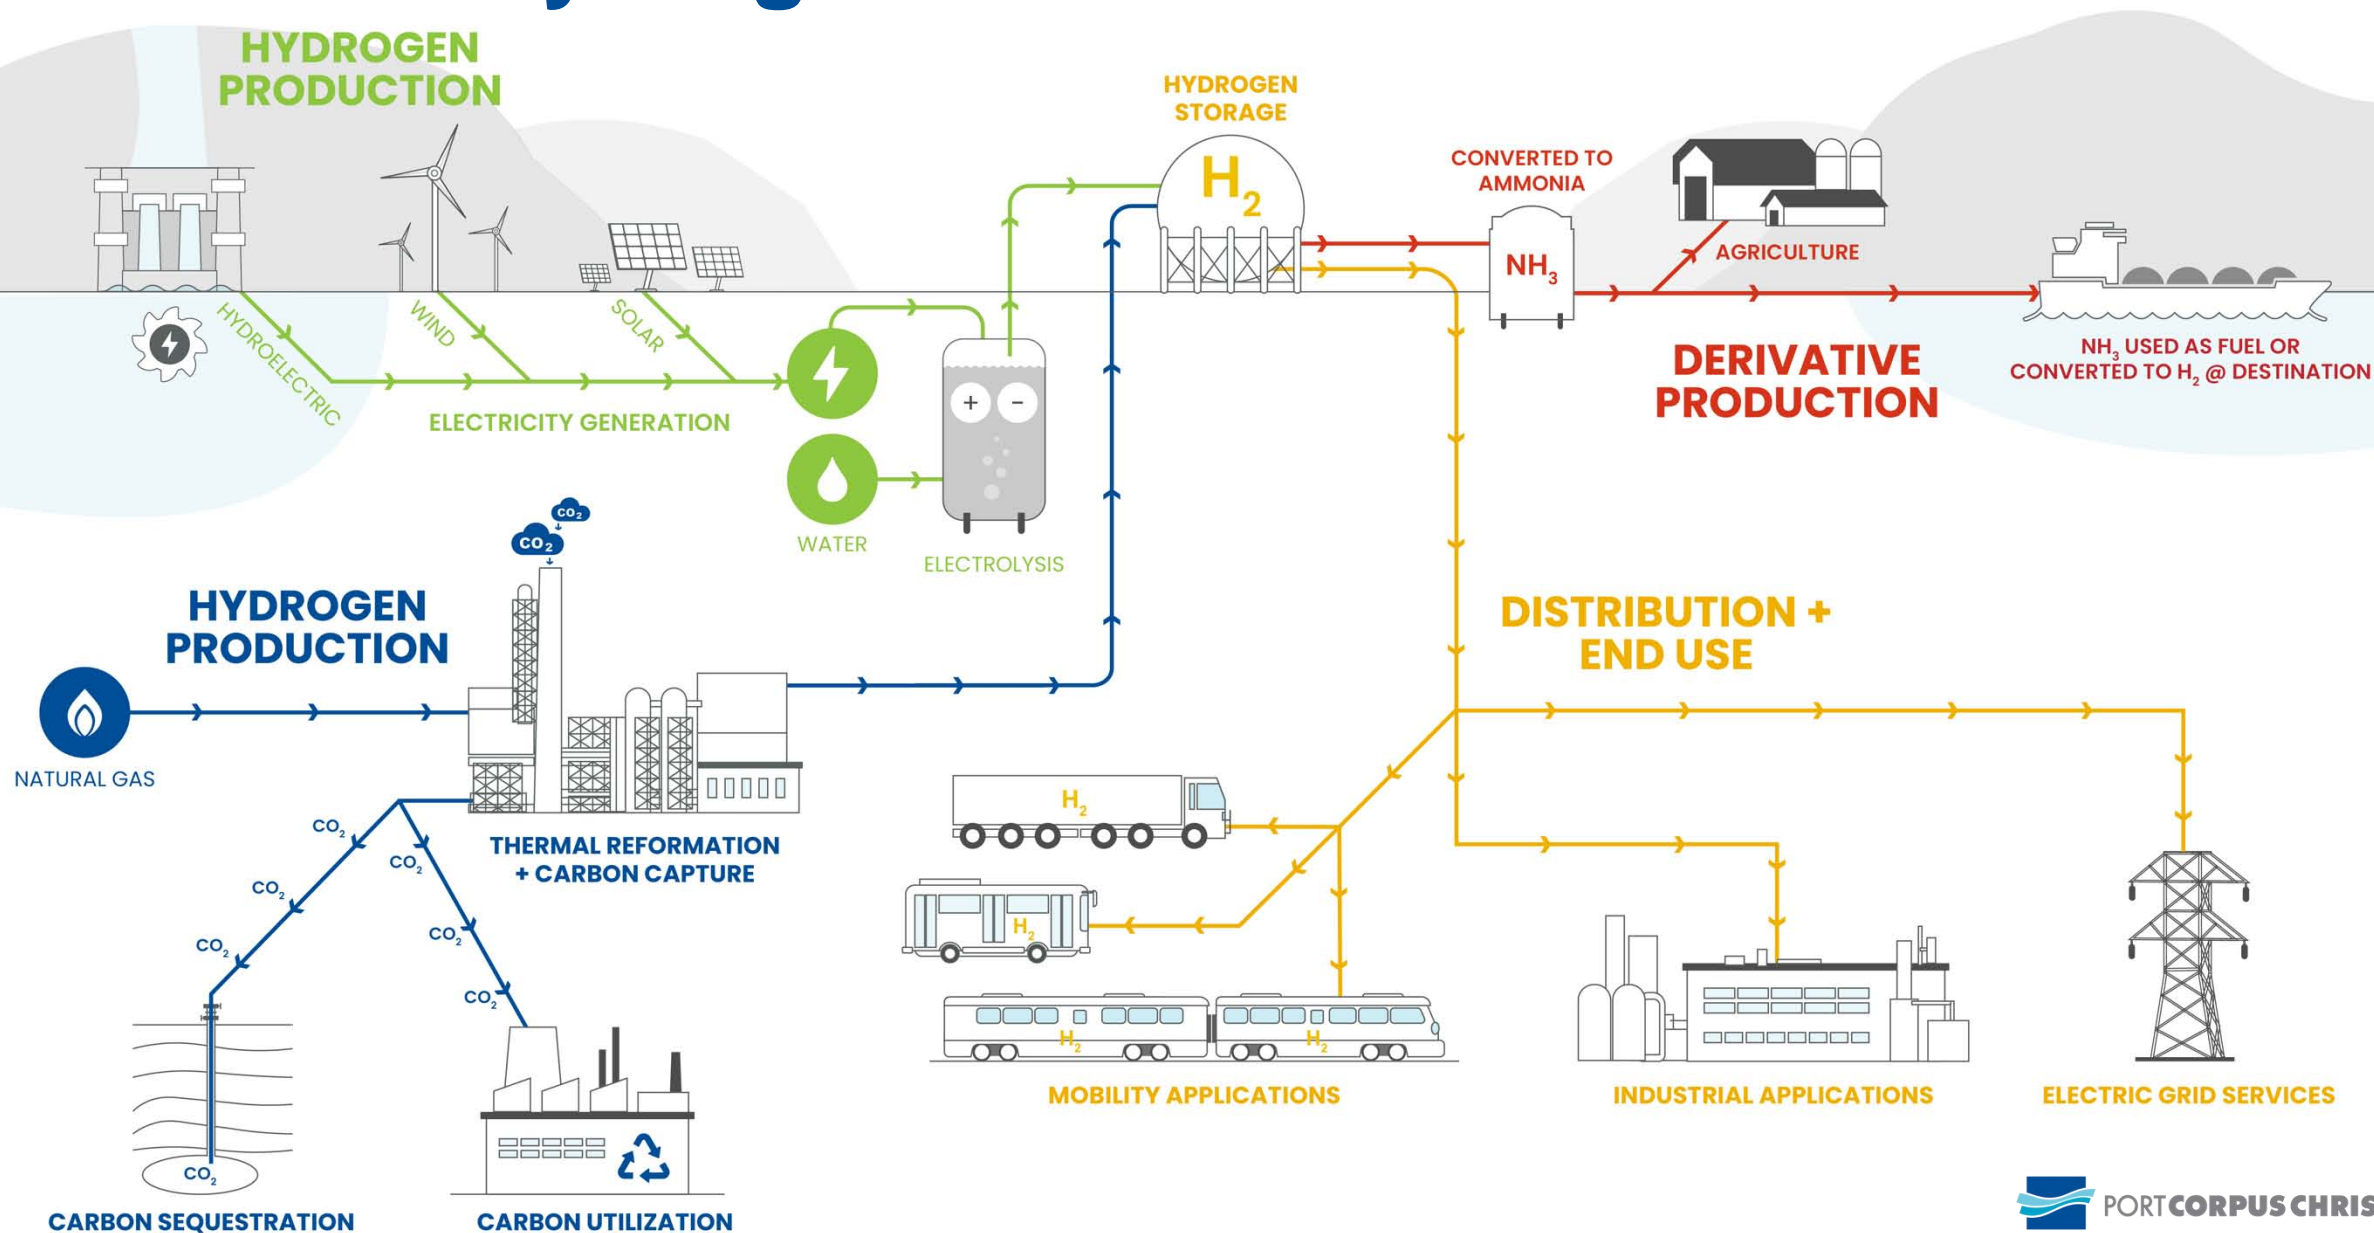 HYDROGEN
PRODUCTION
HYDROELECTRIC
WIND
SOLAR
ELECTRICITY GENERATION
WATER
+
−
ELECTROLYSIS
HYDROGEN
STORAGE
H2
CONVERTED TO
AMMONIA
NH3
AGRICULTURE
DERIVATIVE
PRODUCTION
NH3 USED AS FUEL OR
CONVERTED TO H2 @ DESTINATION
CO2
CO2
HYDROGEN
PRODUCTION
NATURAL GAS
THERMAL REFORMATION
+ CARBON CAPTURE
CO2
CO2
CO2
CO2
CO2
CO2
CO2
CARBON SEQUESTRATION
CARBON UTILIZATION
DISTRIBUTION +
END USE
H2
H2
H2
H2
MOBILITY APPLICATIONS
INDUSTRIAL APPLICATIONS
ELECTRIC GRID SERVICES
PORT CORPUS CHRIS